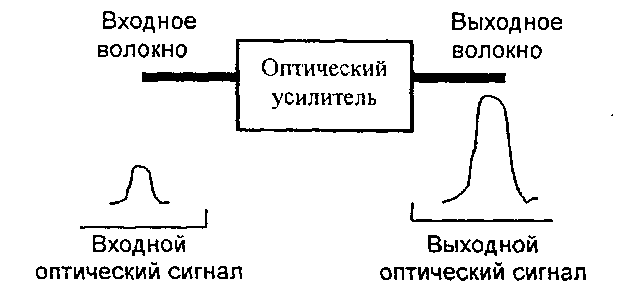 Входное
волокно
Выходное
волокно
Оптический
усилитель
Входной
оптический сигнал
Выходной
оптический сигнал